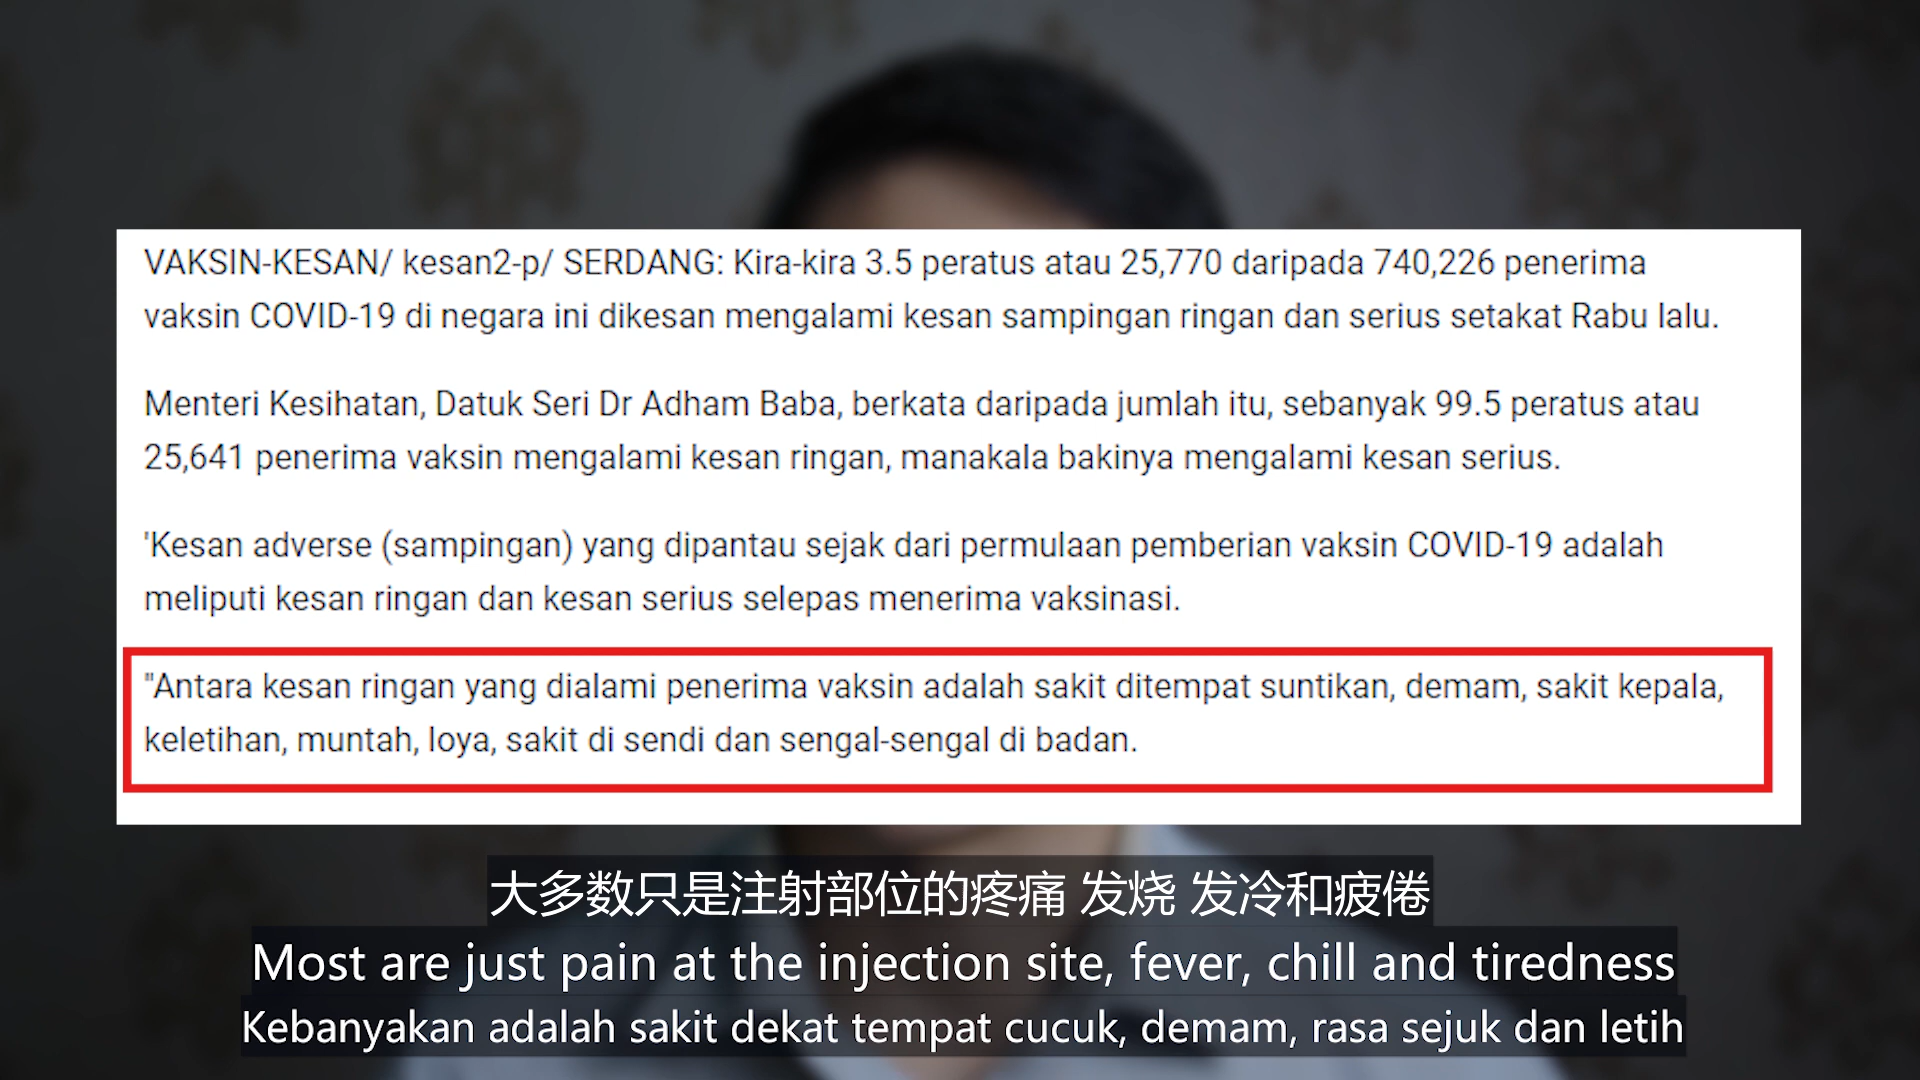 VAKSIN-KESAN/ kesan2-p/ SERDANG: Kira-kira 3.5 peratus atau 25,770 daripada 740,226 penerima
vaksin COVID-19 di negara ini dikesan mengalami kesan sampingan ringan dan serius setakat Rabu lalu.
Menteri Kesihatan, Datuk Seri Dr Adham Baba, berkata daripada jumlah itu, sebanyak 99.5 peratus atau
25,641 penerima vaksin mengalami kesan ringan, manakala bakinya mengalami kesan serius.
'Kesan adverse (sampingan) yang dipantau sejak dari permulaan pemberian vaksin COVID-19 adalah
meliputi kesan ringan dan kesan serius selepas menerima vaksinasi.
"Antara kesan ringan yang dialami penerima vaksin adalah sakit ditempat suntikan, demam, sakit kepala,
keletihan, muntah, loya, sakit di sendi dan sengal-sengal di badan.
大多数只是注射部位的疼痛 发烧 发冷和疲倦
Most are just pain at the injection site, fever, chill and tiredness
Kebanyakan adalah sakit dekat tempat cucuk, demam, rasa sejuk dan letih